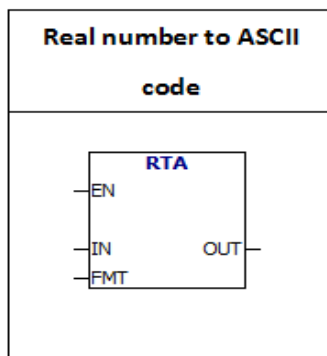 Real number to ASCII
code
RTA
EN
IN OUT
FMT